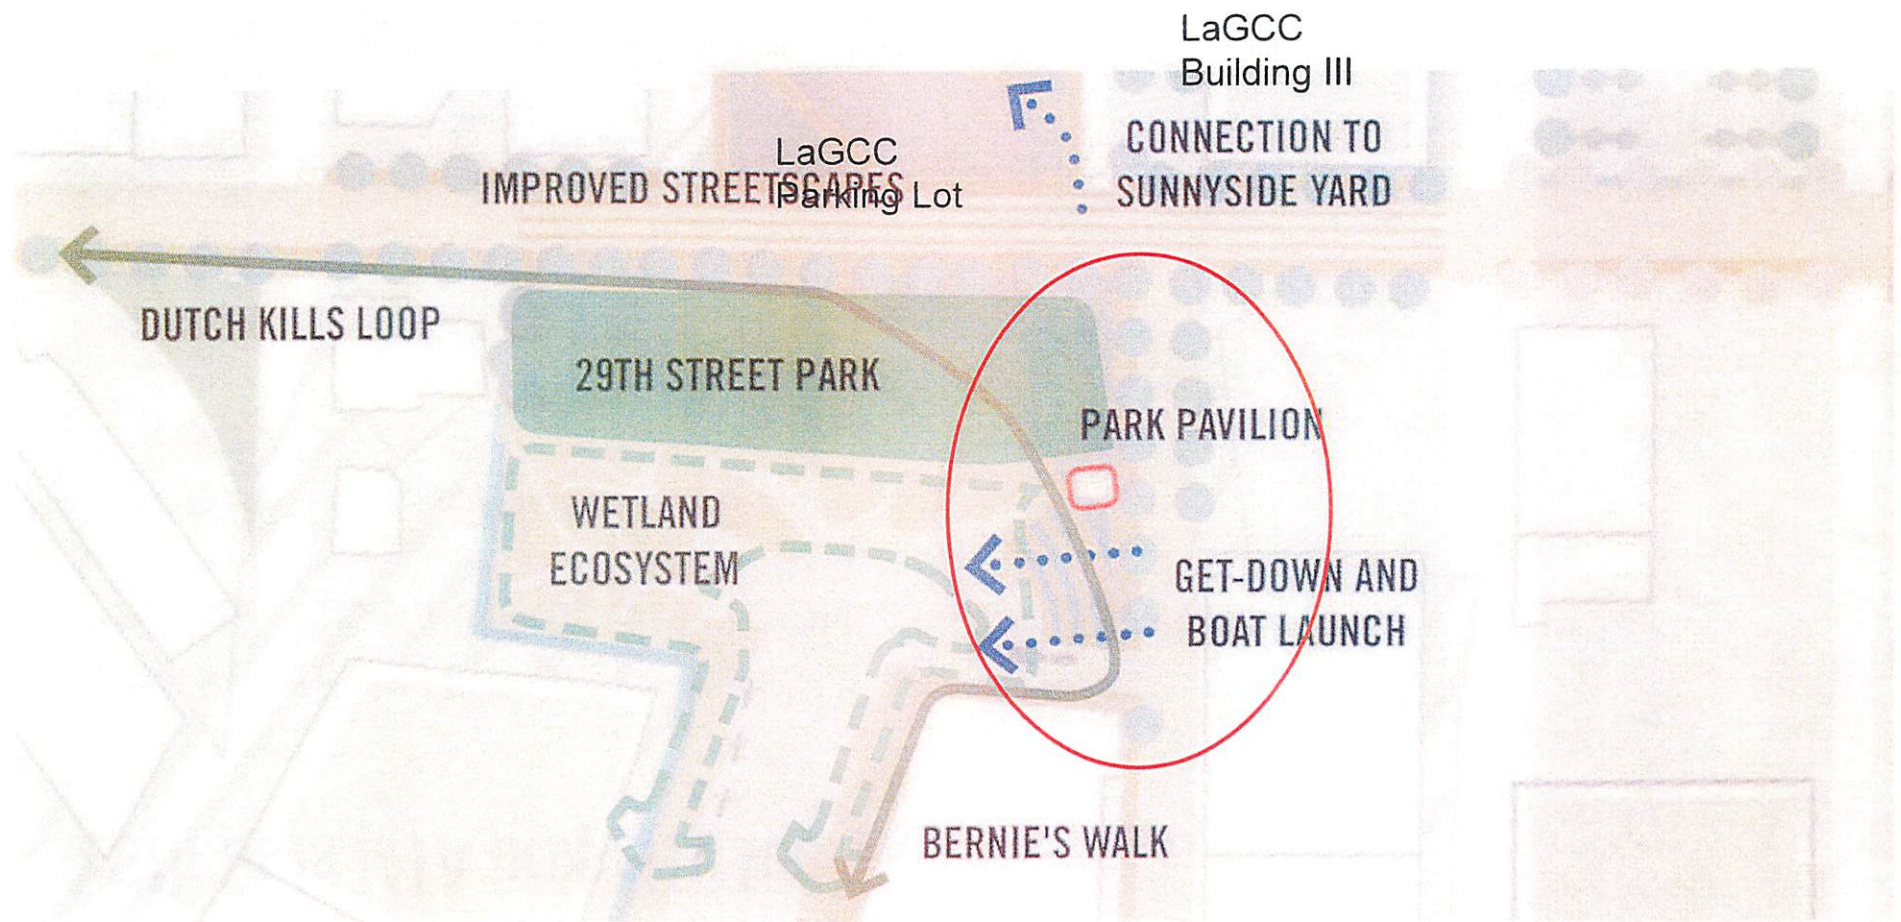 LaGCC
Building III
CONNECTION TO
SUNNYSIDE YARD
LaGCC
Parking Lot
IMPROVED STREETSCAPES
DUTCH KILLS LOOP
29TH STREET PARK
PARK PAVILION
WETLAND
ECOSYSTEM
GET-DOWN AND
BOAT LAUNCH
BERNIE'S WALK